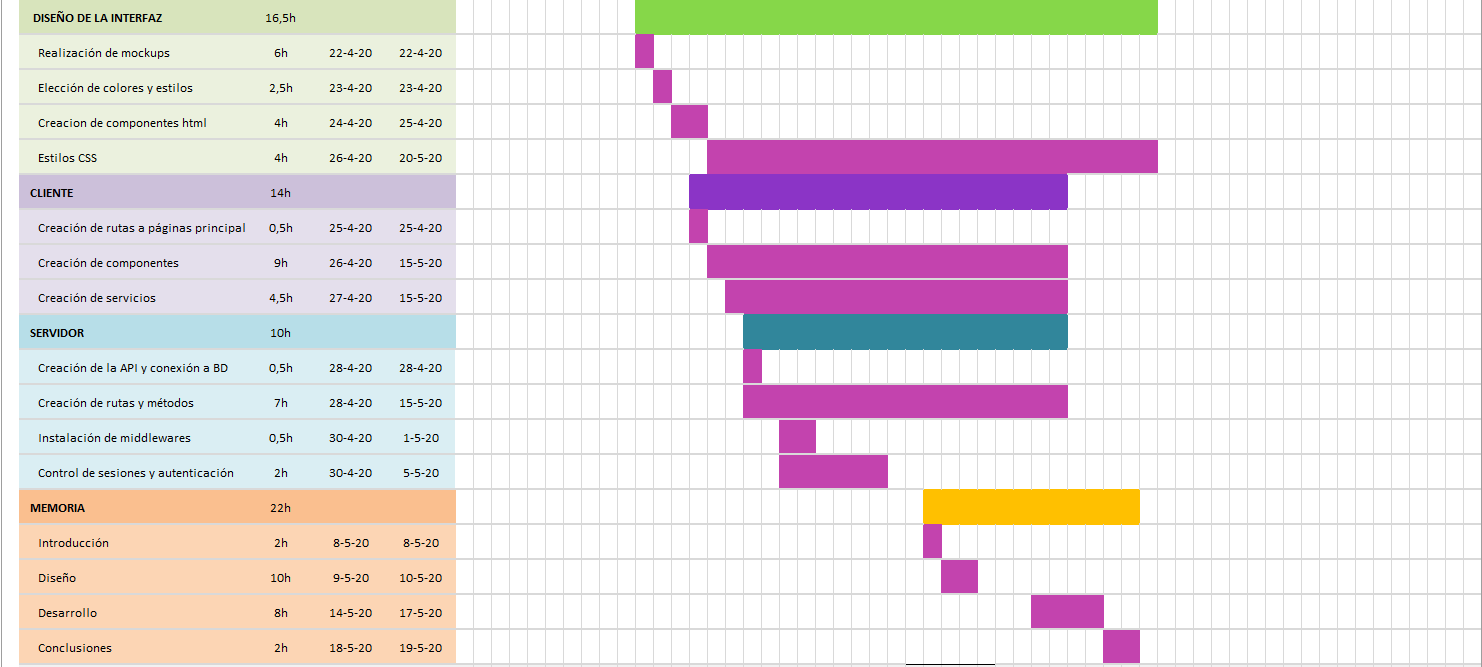 DISEÑO DE LA INTERFAZ 16,5h
Realización de mockups 6h 22-4-20 22-4-20
Elección de colores y estilos 2,5h 23-4-20 23-4-20
Creacion de componentes html 4h 24-4-20 25-4-20
Estilos CSS 4h 26-4-20 20-5-20
CLIENTE 14h
Creación de rutas a páginas principal 0,5h 25-4-20 25-4-20
Creación de componentes 9h 26-4-20 15-5-20
Creación de servicios 4,5h 27-4-20 15-5-20
SERVIDOR 10h
Creación de la API y conexión a BD 0,5h 28-4-20 28-4-20
Creación de rutas y métodos 7h 28-4-20 15-5-20
Instalación de middlewares 0,5h 30-4-20 1-5-20
Control de sesiones y autenticación 2h 30-4-20 5-5-20
MEMORIA 22h
Introducción 2h 8-5-20 8-5-20
Diseño 10h 9-5-20 10-5-20
Desarrollo 8h 14-5-20 17-5-20
Conclusiones 2h 18-5-20 19-5-20